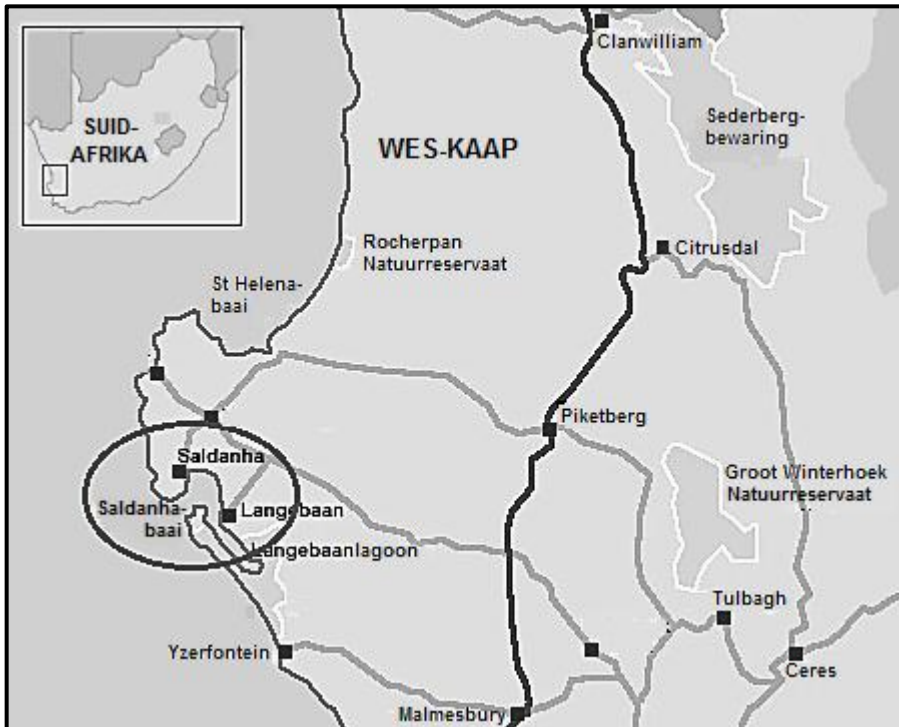 Clanwilliam
SUID-
AFRIKA
Sederberg-
bewaring
WES-KAAP
Rocherpan
Natuurreservaat
Citrusdal
St Helena-
baai
Piketberg
Saldanha
Groot Winterhoek
Natuurreservaat
Saldanha-
baai
Langebaan
Langebaanlagoon
Tulbagh
Yzerfontein
Ceres
Malmesbury